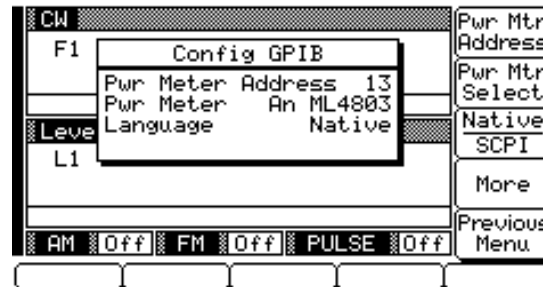 CW
F1
Config GPIB
Pwr Meter Address 13
Pwr Meter An ML4803
Language Native
Leve
L1
AM Off FM Off PULSE Off
Pwr Mtr
Address
Pwr Mtr
Select
Native
SCPI
More
Previous
Menu